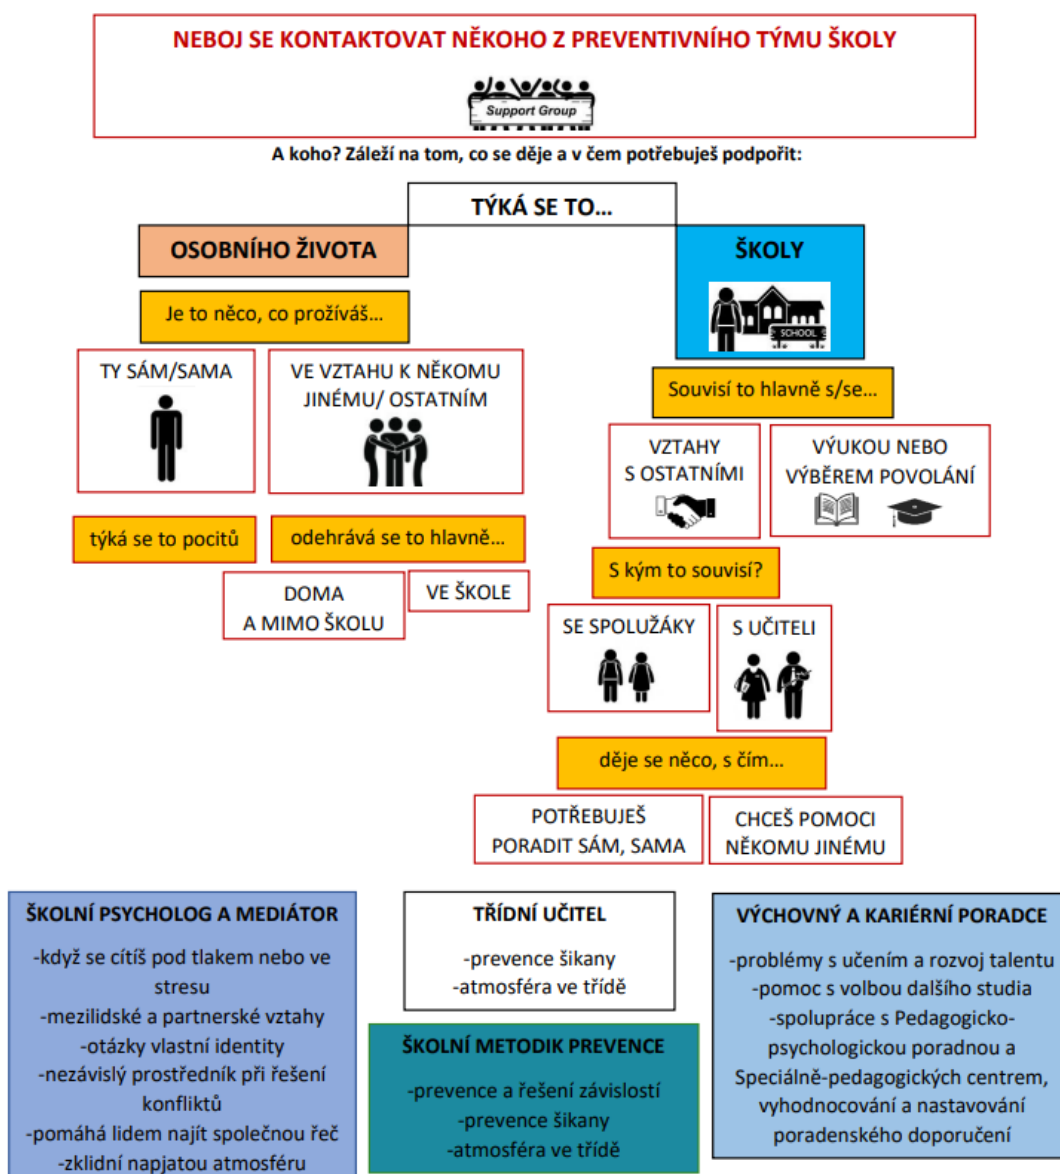 NEBOJ SE KONTAKTOVAT NĚKOHO Z PREVENTIVNÍHO TÝMU ŠKOLY
Support Group
A koho? Záleží na tom, co se děje a v čem potřebuješ podpořit:
TÝKÁ SE TO...
OSOBNÍHO ŽIVOTA
ŠKOLY
SCHOOL
Je to něco, co prožíváš...
TY SÁM/SAMA
VE VZTAHU K NĚKOMU
JINÉMU/ OSTATNÍM
Souvisí to hlavně s/se...
VZTAHY
S OSTATNÍMI
VÝUKOU NEBO
VÝBĚREM POVOLÁNÍ
týká se to pocitů
odehrává se to hlavně...
DOMA
A MIMO ŠKOLU
VE ŠKOLE
S kým to souvisí?
SE SPOLUŽÁKY
S UČITELI
děje se něco, s čím...
POTŘEBUJEŠ
PORADIT SÁM, SAMA
CHCEŠ POMOCI
NĚKOMU JINÉMU
ŠKOLNÍ PSYCHOLOG A MEDIÁTOR
-když se cítíš pod tlakem nebo ve
stresu
-mezilidské a partnerské vztahy
-otázky vlastní identity
-nezávislý prostředník při řešení
konfliktů
-pomáhá lidem najít společnou řeč
-zklidní napjatou atmosféru
TŘÍDNÍ UČITEL
-prevence šikany
-atmosféra ve třídě
ŠKOLNÍ METODIK PREVENCE
-prevence a řešení závislostí
-prevence šikany
-atmosféra ve třídě
VÝCHOVNÝ A KARIÉRNÍ PORADCE
-problémy s učením a rozvoj talentu
-pomoc s volbou dalšího studia
-spolupráce s Pedagogicko-
psychologickou poradnou a
Speciálně-pedagogických centrem,
vyhodnocování a nastavování
poradenského doporučení